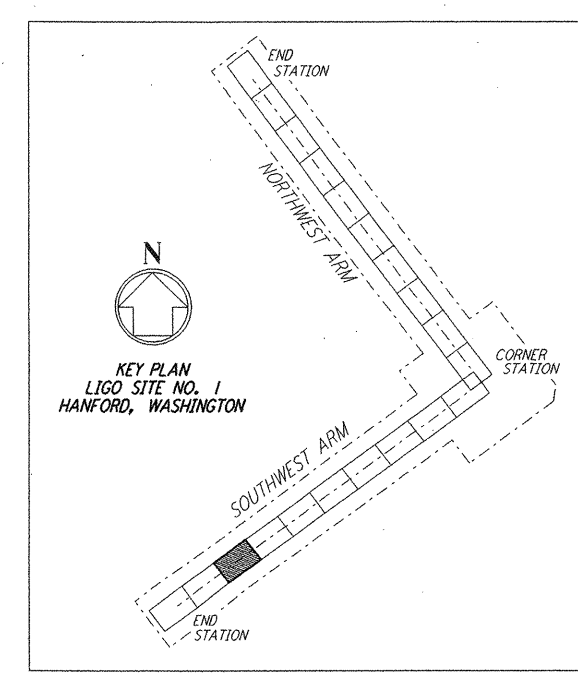 END
STATION
NORTHWEST ARM
N
KEY PLAN
LIGO SITE NO. 1
HANFORD, WASHINGTON
CORNER
STATION
SOUTHWEST ARM
END
STATION